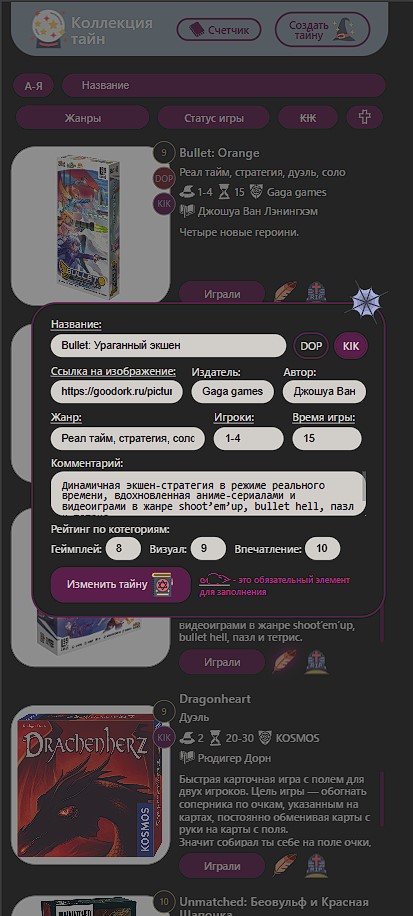 Коллекция
тайн
Счетчик
Создать
тайну
А-Я
Название
Жанры
Статус игры
КІК
9
Bullet: Orange
DOP
Реал тайм, стратегия, дуэль, соло
1-4
15
Gaga games
KIK
Джошуа Ван Лэнингхэм
Четыре новые героини.
BULLET
Играли
Название:
Bullet: Ураганный экшен
DOP
KIK
Ссылка на изображение:
Издатель:
Автор:
https://goodork.ru/pictur
Gaga games
Джошуа Ван
Жанр:
Игроки:
Время игры:
Реал тайм, стратегия, солс
1-4
15
Комментарий:
Динамичная экшен-стратегия в режиме реального
времени, вдохновленная аниме-сериалами и
видеоиграми в жанре shoot’em’up, bullet hell, пазл
Рейтинг по категориям:
Геймплей:
8
Визуал:
9
Впечатление:
10
Изменить тайну
- это обязательный элемент
для заполнения
видеоиграми в жанре shoot’em’up,
bullet hell, пазл и тетрис.
Играли
9
Dragonheart
Дуэль
KIK
2
20-30
KOSMOS
Рюдигер Дорн
DRACHENHERZ
KOSMOS
Быстрая карточная игра с полем для
двух игроков. Цель игры — обогнать
соперника по очкам, указанным на
картах, постоянно обменивая карты с
руки на карты с поля.
Значит собирал ты себе на поле очки,
Играли
10
Unmatched: Беовульф и Красная
Шапочка